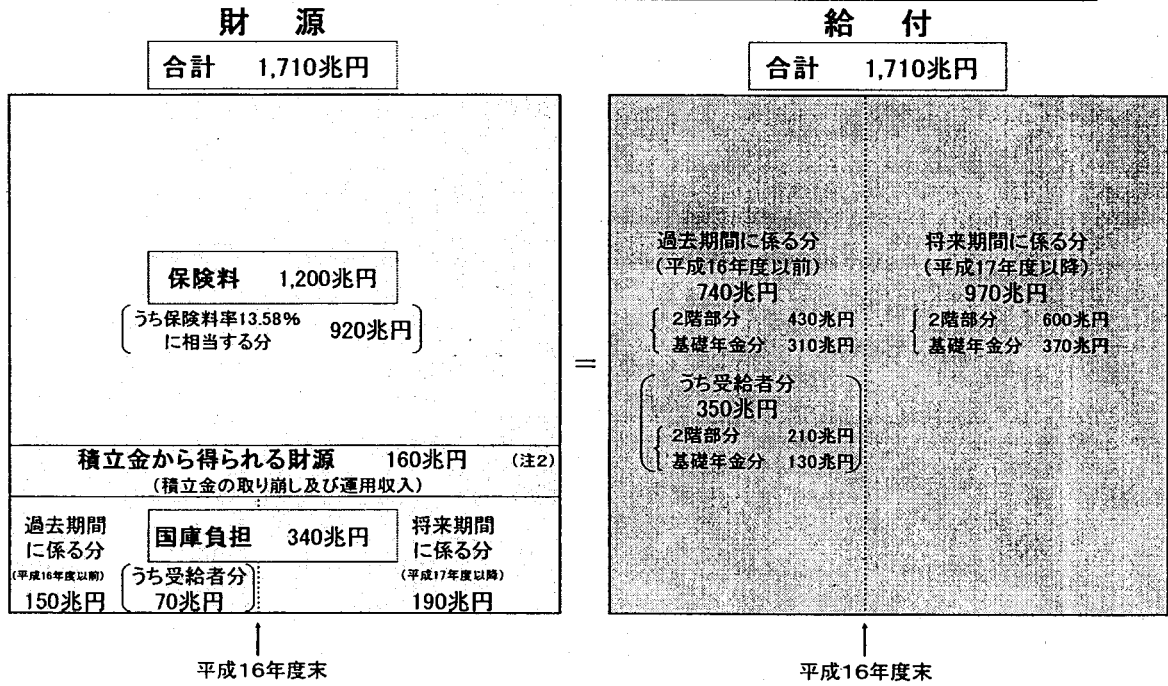 財 源
合計 1,710兆円
保険料 1,200兆円
うち保険料率13.58%
に相当する分 920兆円
積立金から得られる財源 160兆円 (注2)
(積立金の取り崩し及び運用収入)
過去期間
に係る分
(平成16年度以前)
150兆円
国庫負担 340兆円
うち受給者分
70兆円
将来期間
に係る分
(平成17年度以降)
190兆円
平成16年度末
=
給 付
合計 1,710兆円
過去期間に係る分
(平成16年度以前)
740兆円
2階部分 430兆円
基礎年金分 310兆円
うち受給者分
350兆円
2階部分 210兆円
基礎年金分 130兆円
将来期間に係る分
(平成17年度以降)
970兆円
2階部分 600兆円
基礎年金分 370兆円
平成16年度末